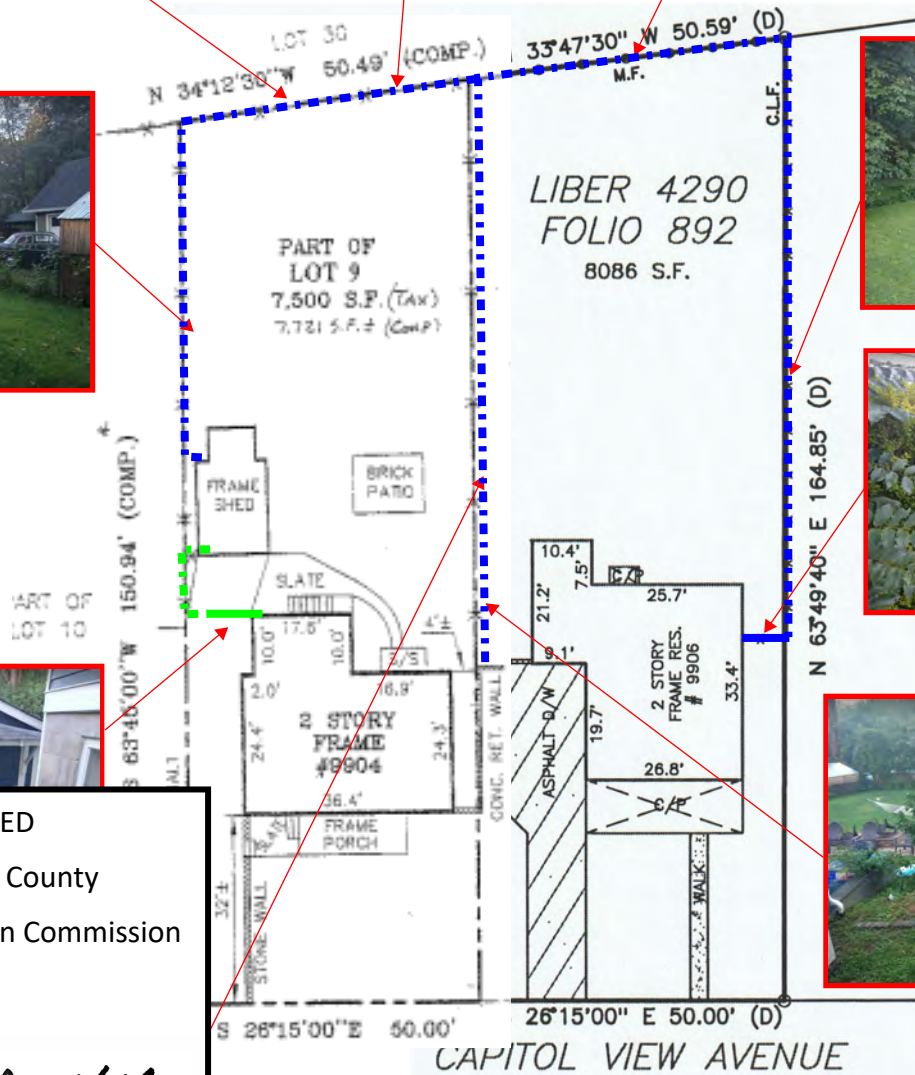 LOT 30
N 34°12'30"W 50.49' (COMP.)
33°47'30" W 50.59' (D)
M.F.
C.L.F.
LIBER 4290
FOLIO 892
8086 S.F.
PART OF
LOT 9
7,500 S.F. (TAX)
7,721 S.F.± (COMP)
S 63°45'00"W 150.94' (COMP.)
N 63°49'40" E 164.85' (D)
ART OF
LOT 10
FRAME
SHED
BRICK
PATIO
SLATE
17.6'
10.0'
10.0'
S/S
4"±
2.0'
16.9'
24.4'
24.3'
2 STORY
FRAME
#9904
36.4'
FRAME
PORCH
ALT
32'±
STONE WALL
CONC. RET. WALL
10.4'
7.5'
C/P
25.7'
21.2'
9.1'
2 STORY
FRAME RES.
# 9906
33.4'
19.7'
ASPHALT D/W
26.8'
C/P
WALK
ED
County
n Commission
S 26°15'00"E 50.00'
26°15'00" E 50.00' (D)
CAPITOL VIEW AVENUE